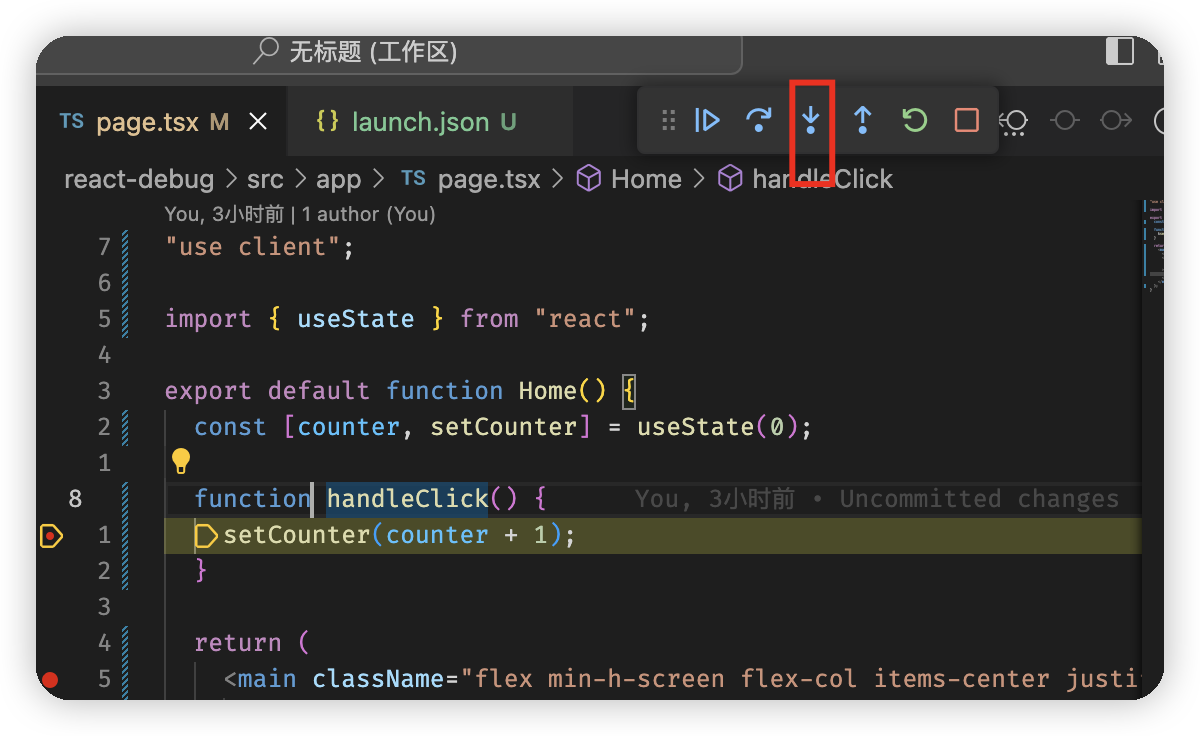 无标题 (工作区)
TS page.tsx M
{} launch.json U
react-debug > src > app > TS page.tsx > Home > handleClick
You, 3小时前 | 1 author (You)
7 "use client";
6
5 import { useState } from "react";
4
3 export default function Home() {
2 const [counter, setCounter] = useState(0);
1
8 function handleClick() { You, 3小时前 • Uncommitted changes
1 setCounter(counter + 1);
2 }
3
4 return (
5 <main className="flex min-h-screen flex-col items-center justi